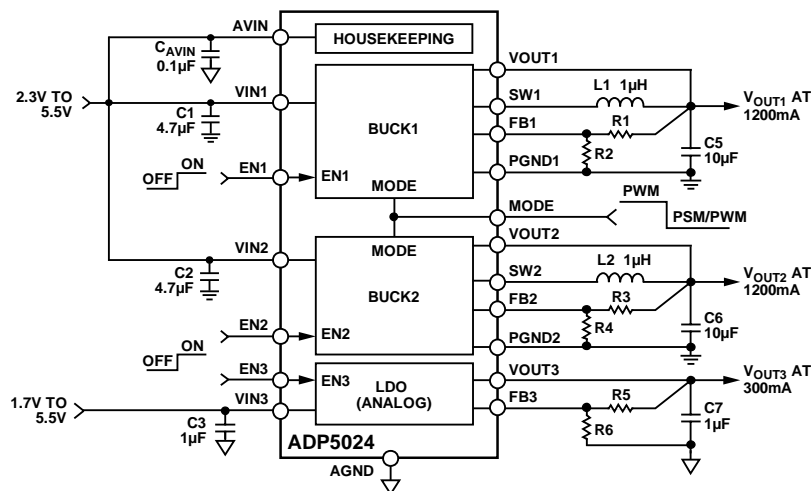 AVIN
HOUSEKEEPING
CAVIN
0.1µF
VOUT1
2.3V TO
5.5V
VIN1
C1
4.7µF
BUCK1
SW1
L1 1µH
VOUT1 AT
1200mA
FB1
R1
R2
C5
10µF
ON
OFF
EN1
EN1
PGND1
MODE
MODE
PWM
PSM/PWM
MODE
VOUT2
VIN2
C2
4.7µF
BUCK2
SW2
L2 1µH
VOUT2 AT
1200mA
FB2
R3
R4
C6
10µF
EN2
EN2
PGND2
ON
OFF
EN3
EN3
VOUT3
VOUT3 AT
300mA
LDO
(ANALOG)
1.7V TO
5.5V
VIN3
C3
1µF
FB3
R5
R6
C7
1µF
ADP5024
AGND